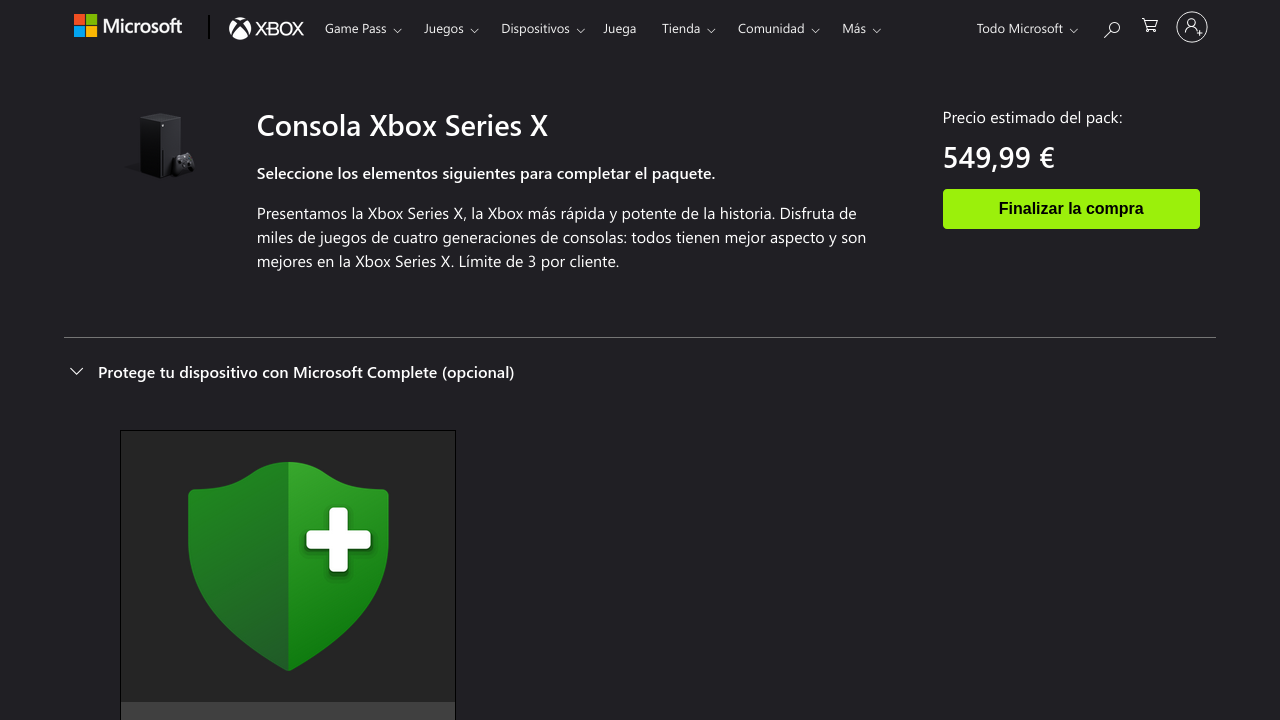 Microsoft
XBOX
Game Pass
Juegos
Dispositivos
Juega
Tienda
Comunidad
Más
Todo Microsoft
Consola Xbox Series X
Seleccione los elementos siguientes para completar el paquete.
Presentamos la Xbox Series X, la Xbox más rápida y potente de la historia. Disfruta de
miles de juegos de cuatro generaciones de consolas: todos tienen mejor aspecto y son
mejores en la Xbox Series X. Límite de 3 por cliente.
Precio estimado del pack:
549,99 €
Finalizar la compra
Protege tu dispositivo con Microsoft Complete (opcional)